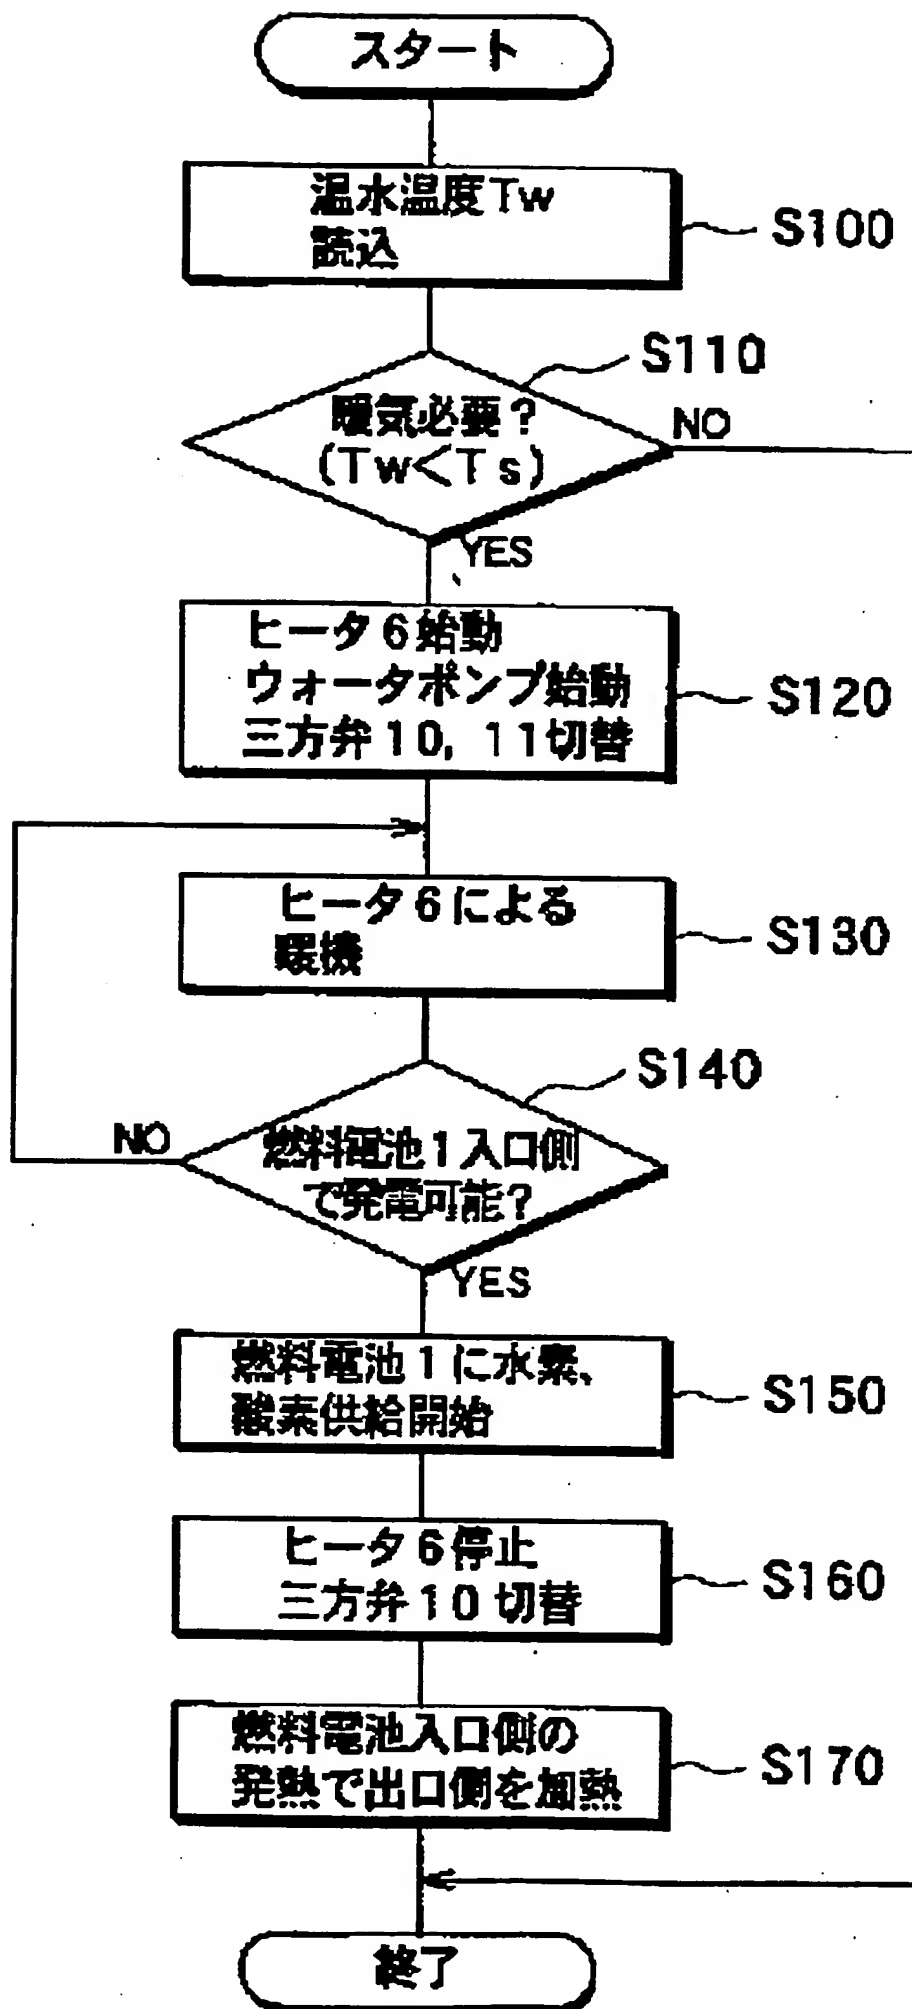 スタート
温水温度Tw
読込
S100
S110
暖気必要？
(Tw<Ts)
NO
YES
ヒータ6始動
ウォータポンプ始動
三方弁10, 11切替
S120
ヒータ6による
暖機
S130
S140
NO
燃料電池1入口側
で発電可能？
YES
燃料電池1に水素、
酸素供給開始
S150
ヒータ6停止
三方弁10切替
S160
燃料電池入口側の
発熱で出口側を加熱
S170
終了